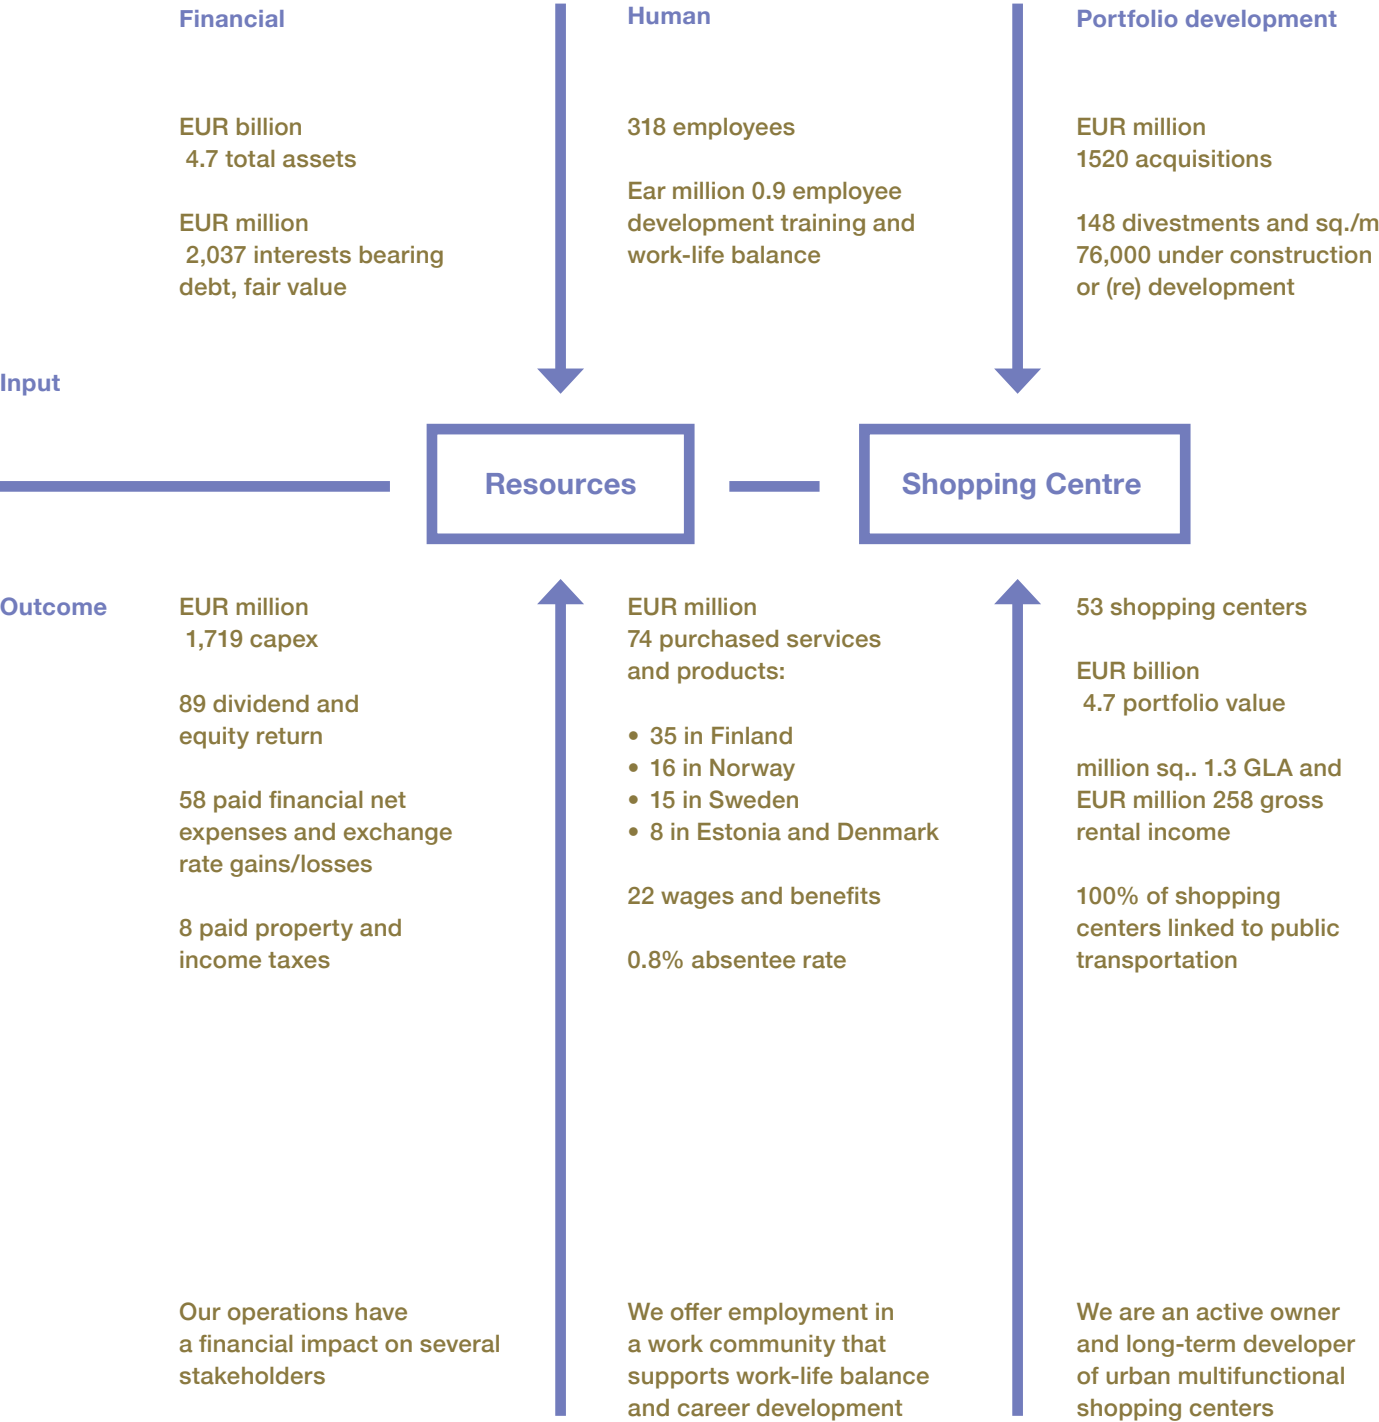 Financial
EUR billion
4.7 total assets
EUR million
2,037 interests bearing
debt, fair value
Human
318 employees
Ear million 0.9 employee
development training and
work-life balance
Portfolio development
EUR million
1520 acquisitions
148 divestments and sq./m
76,000 under construction
or (re) development
Input
Resources
Shopping Centre
Outcome
EUR million
1,719 capex
89 dividend and
equity return
58 paid financial net
expenses and exchange
rate gains/losses
8 paid property and
income taxes
EUR million
74 purchased services
and products:
• 35 in Finland
• 16 in Norway
• 15 in Sweden
• 8 in Estonia and Denmark
22 wages and benefits
0.8% absentee rate
53 shopping centers
EUR billion
4.7 portfolio value
million sq.. 1.3 GLA and
EUR million 258 gross
rental income
100% of shopping
centers linked to public
transportation
Our operations have
a financial impact on several
stakeholders
We offer employment in
a work community that
supports work-life balance
and career development
We are an active owner
and long-term developer
of urban multifunctional
shopping centers